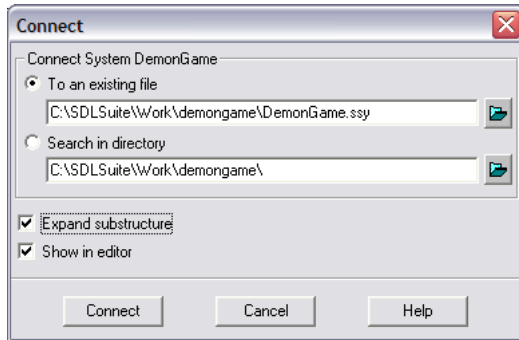 Connect
Connect System DemonGame
To an existing file
C:\SDLSuite\Work\demongame\DemonGame.ssy
Search in directory
C:\SDLSuite\Work\demongame\
Expand substructure
Show in editor
Connect Cancel Help